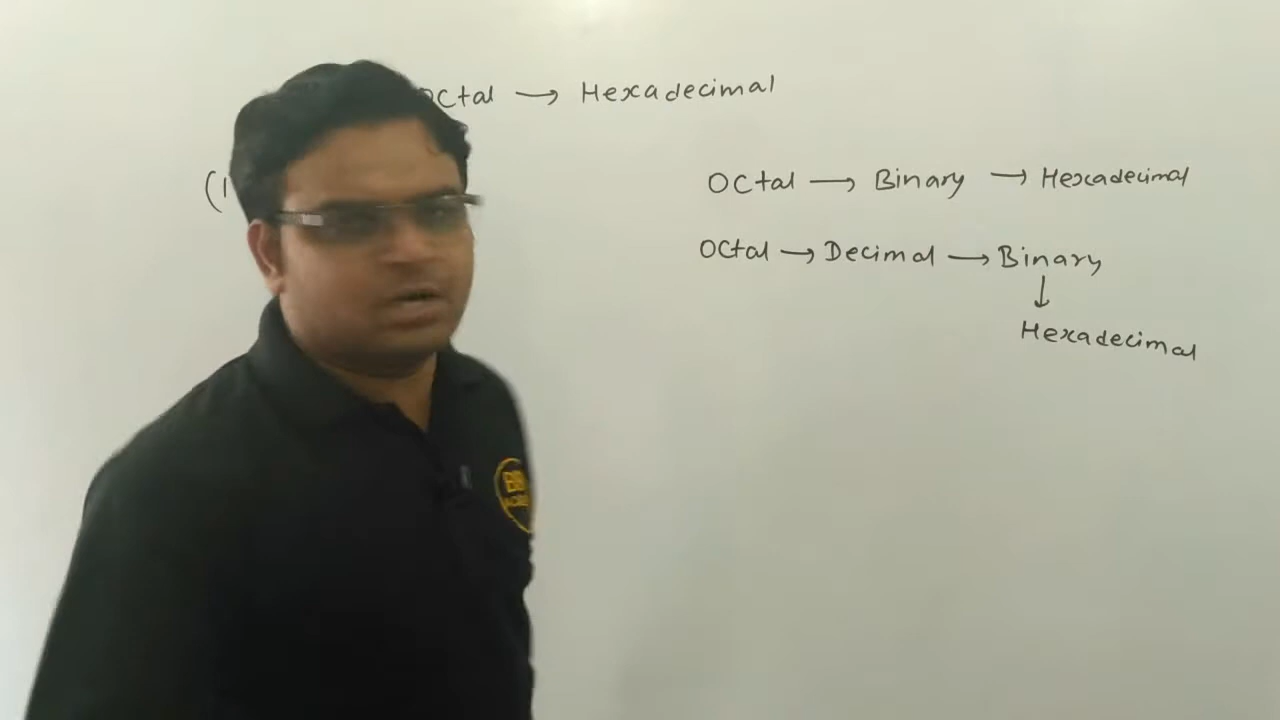 Octal → Hexadecimal
(1
Octal → Binary → Hexadecimal
Octal → Decimal → Binary
↓
Hexadecimal